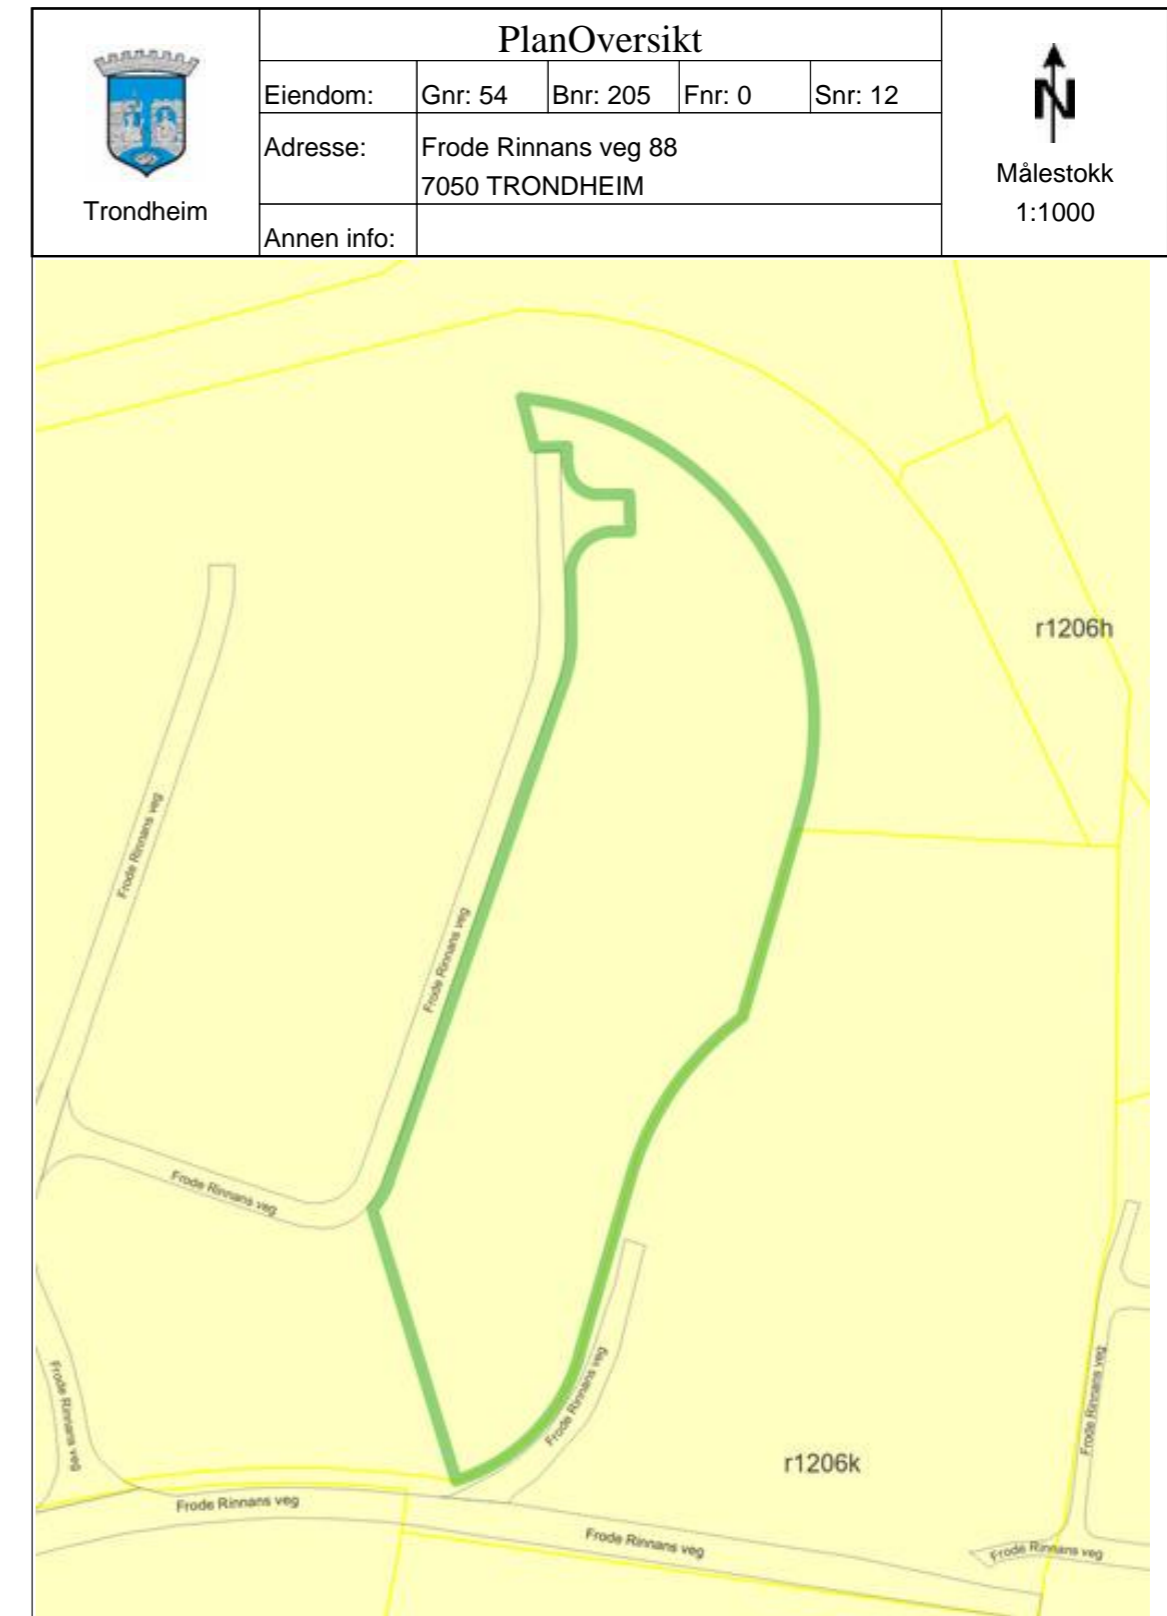 PlanOversikt
Eiendom: Gnr: 54 Bnr: 205 Fnr: 0 Snr: 12
Adresse: Frode Rinnans veg 88
7050 TRONDHEIM
Annen info:
Trondheim
N
Målestokk
1:1000
r1206h
Frode Rinnans veg
Frode Rinnans veg
Frode Rinnans veg
Frode Rinnans veg
Frode Rinnans veg
Frode Rinnans veg
r1206k
Frode Rinnans veg
Frode Rinnans veg
Frode Rinnans veg